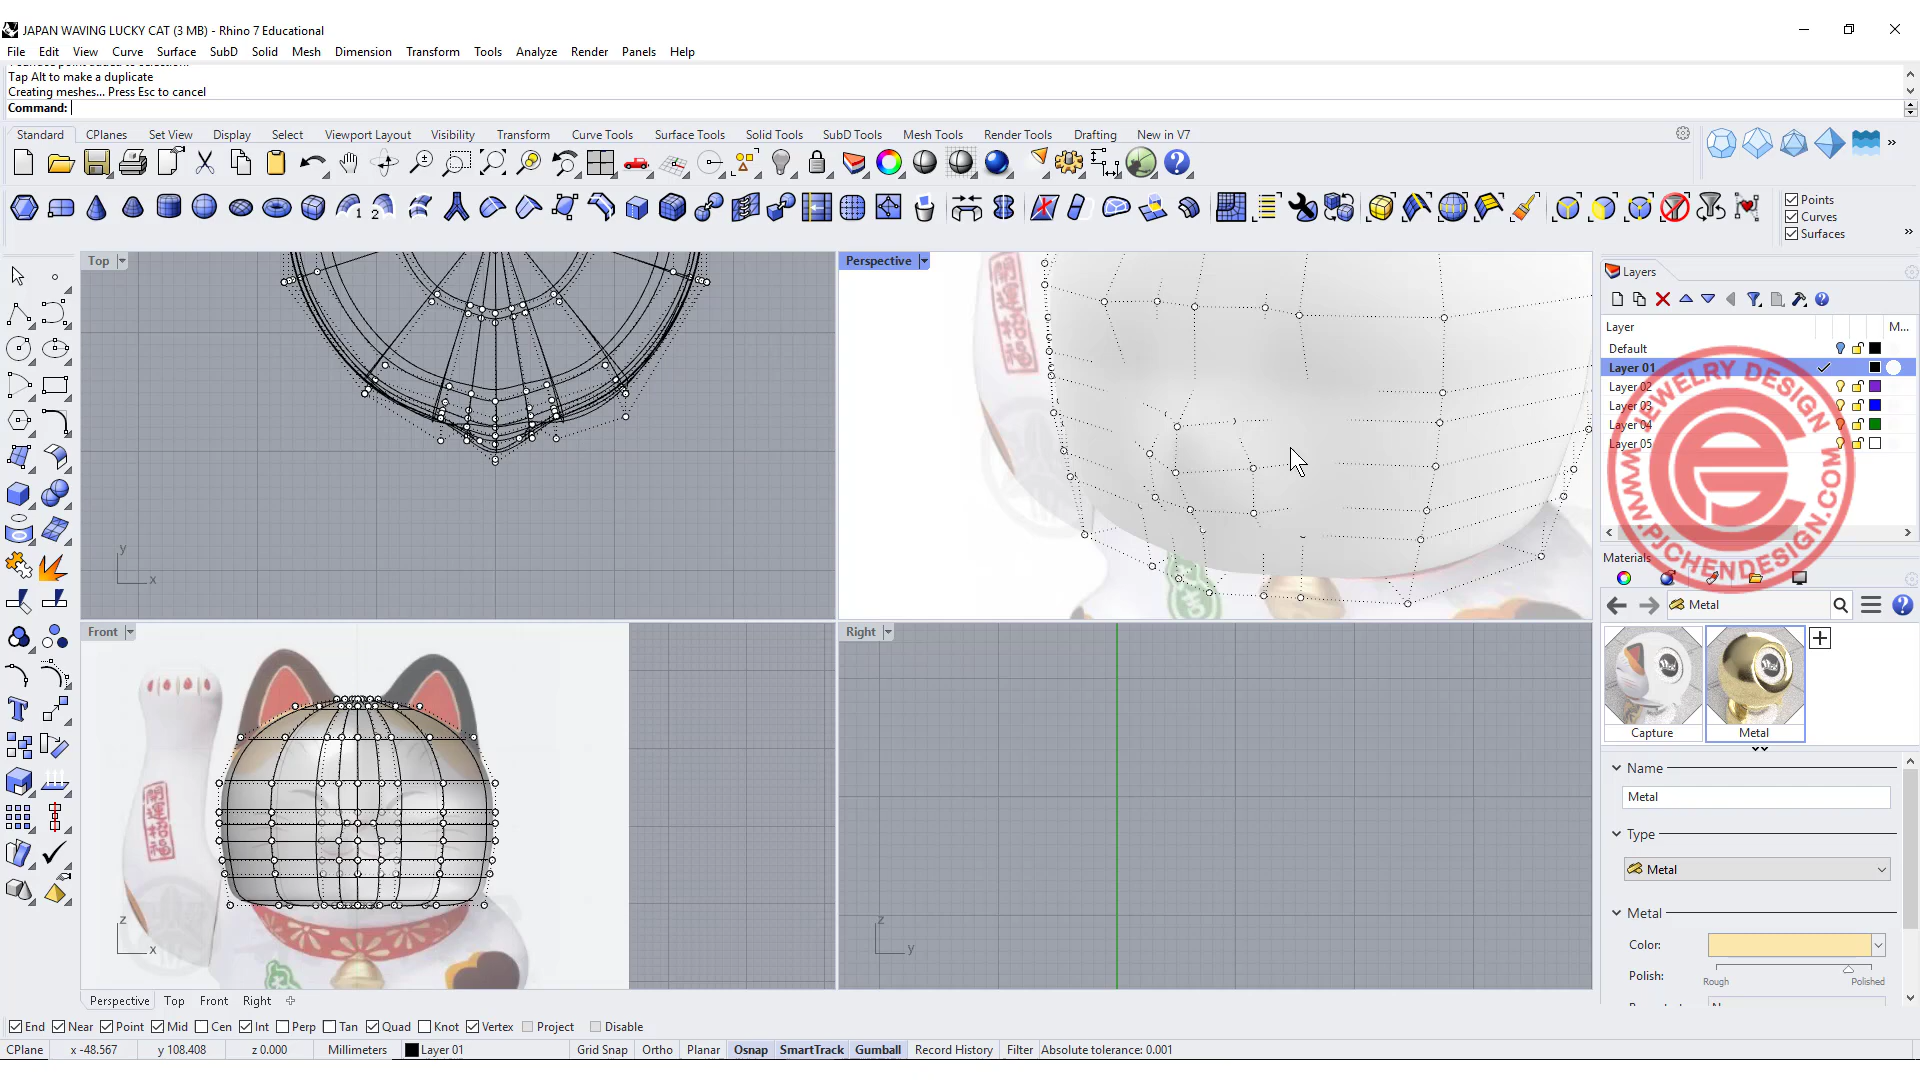 JAPAN WAVING LUCKY CAT (3 MB) - Rhino 7 Educational
File Edit View Curve Surface SubD Solid Mesh Dimension Transform Tools Analyze Render Panels Help
Tap Alt to make a duplicate
Creating meshes... Press Esc to cancel
Command:
Standard CPlanes Set View Display Select Viewport Layout Visibility Transform Curve Tools Surface Tools Solid Tools SubD Tools Mesh Tools Render Tools Drafting New in V7
Points
Curves
Surfaces
Top
Perspective
Layers
Layer M...
Default
Layer 01
Layer 02
Layer 03
Layer 04
Layer 05
JEWELRY DESIGN
WWW.PJCHENDESIGN.COM
Materials
Metal
Capture Metal
Name
Metal
Type
Metal
Metal
Color:
Polish:
Rough Polished
Front
Right
開運招福
y
x
z
x
z
y
Perspective Top Front Right
End Near Point Mid Cen Int Perp Tan Quad Knot Vertex Project Disable
CPlane x -48.567 y 108.408 z 0.000 Millimeters Layer 01 Grid Snap Ortho Planar Osnap SmartTrack Gumball Record History Filter Absolute tolerance: 0.001